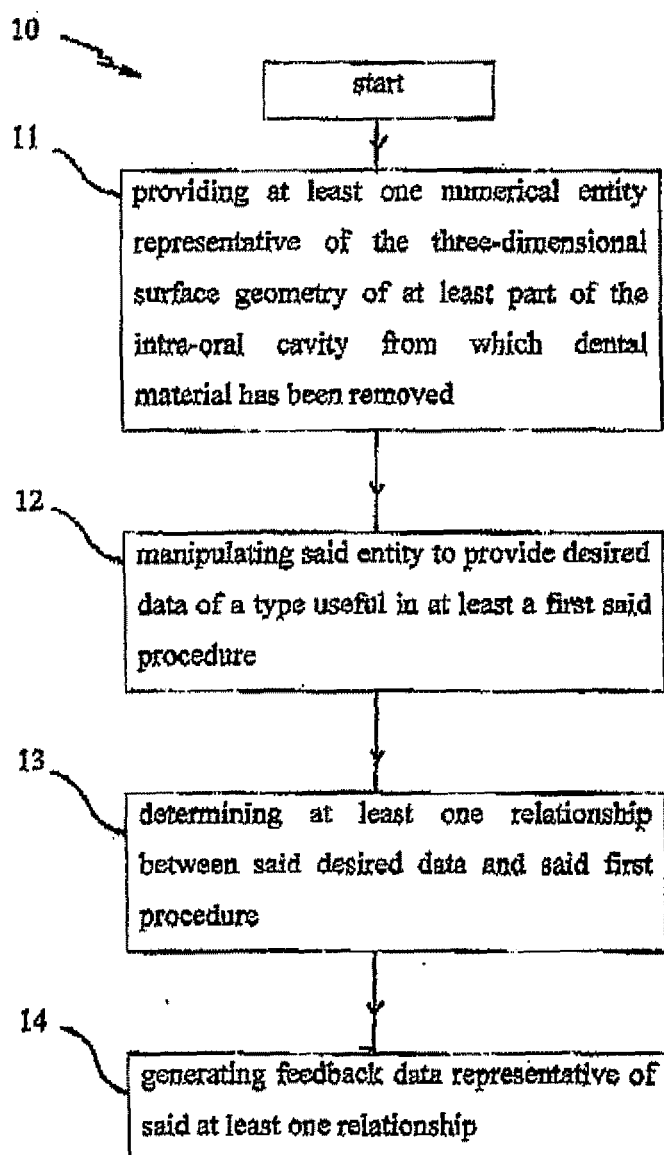 10
start
11
providing at least one numerical entity
representative of the three-dimensional
surface geometry of at least part of the
intra-oral cavity from which dental
material has been removed
12
manipulating said entity to provide desired
data of a type useful in at least a first said
procedure
13
determining at least one relationship
between said desired data and said first
procedure
14
generating feedback data representative of
said at least one relationship